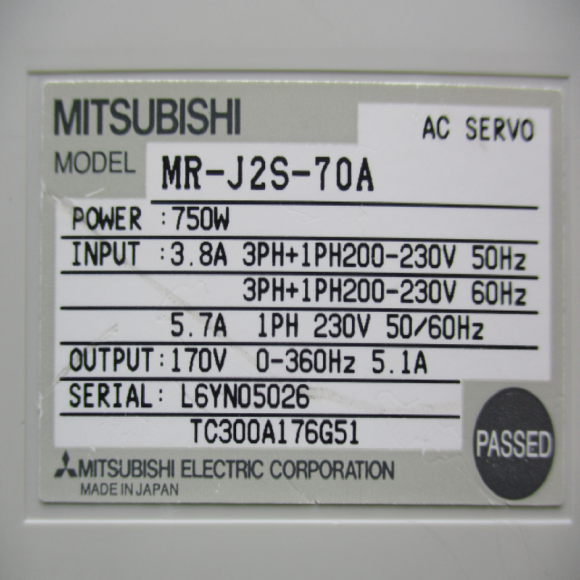 MITSUBISHI
AC SERVO
MODEL MR-J2S-70A
POWER :750W
INPUT :3.8A 3PH+1PH200-230V 50Hz
3PH+1PH200-230V 60Hz
5.7A 1PH 230V 50/60Hz
OUTPUT:170V 0-360Hz 5.1A
SERIAL: L6YN05026
TC300A176G51
PASSED
MITSUBISHI ELECTRIC CORPORATION
MADE IN JAPAN